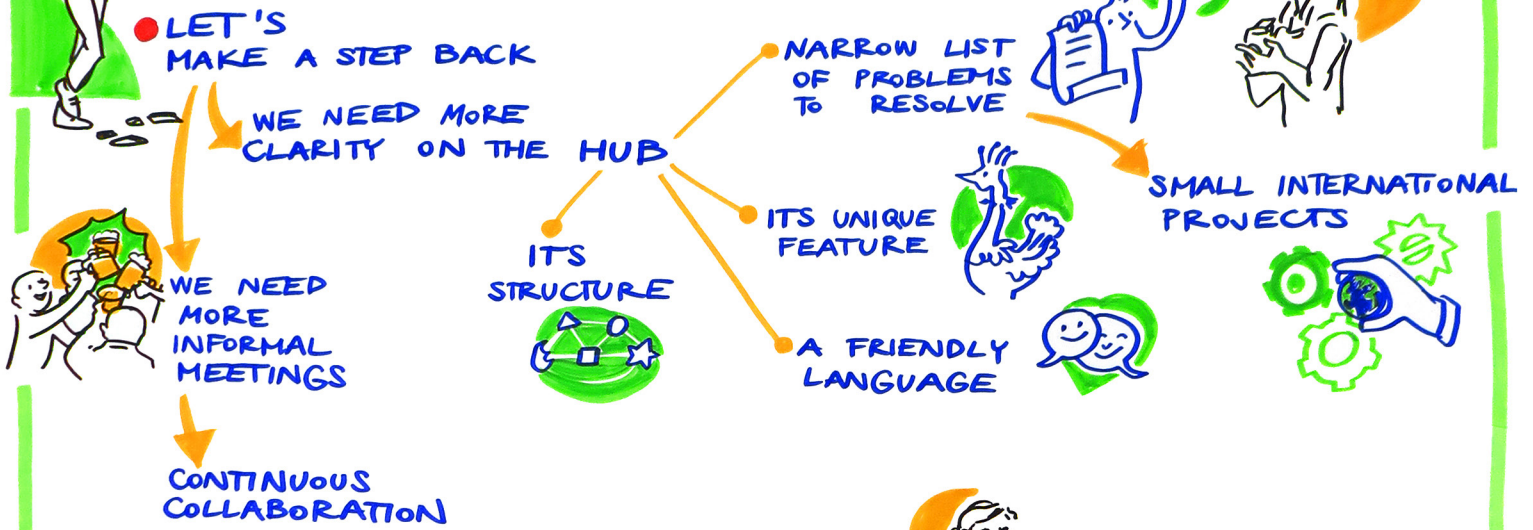 LET'S
MAKE A STEP BACK
WE NEED MORE
CLARITY ON THE HUB
NARROW LIST
OF PROBLEMS
TO RESOLVE
SMALL INTERNATIONAL
PROJECTS
ITS UNIQUE
FEATURE
IT'S
STRUCTURE
A FRIENDLY
LANGUAGE
WE NEED
MORE
INFORMAL
MEETINGS
CONTINUOUS
COLLABORATION